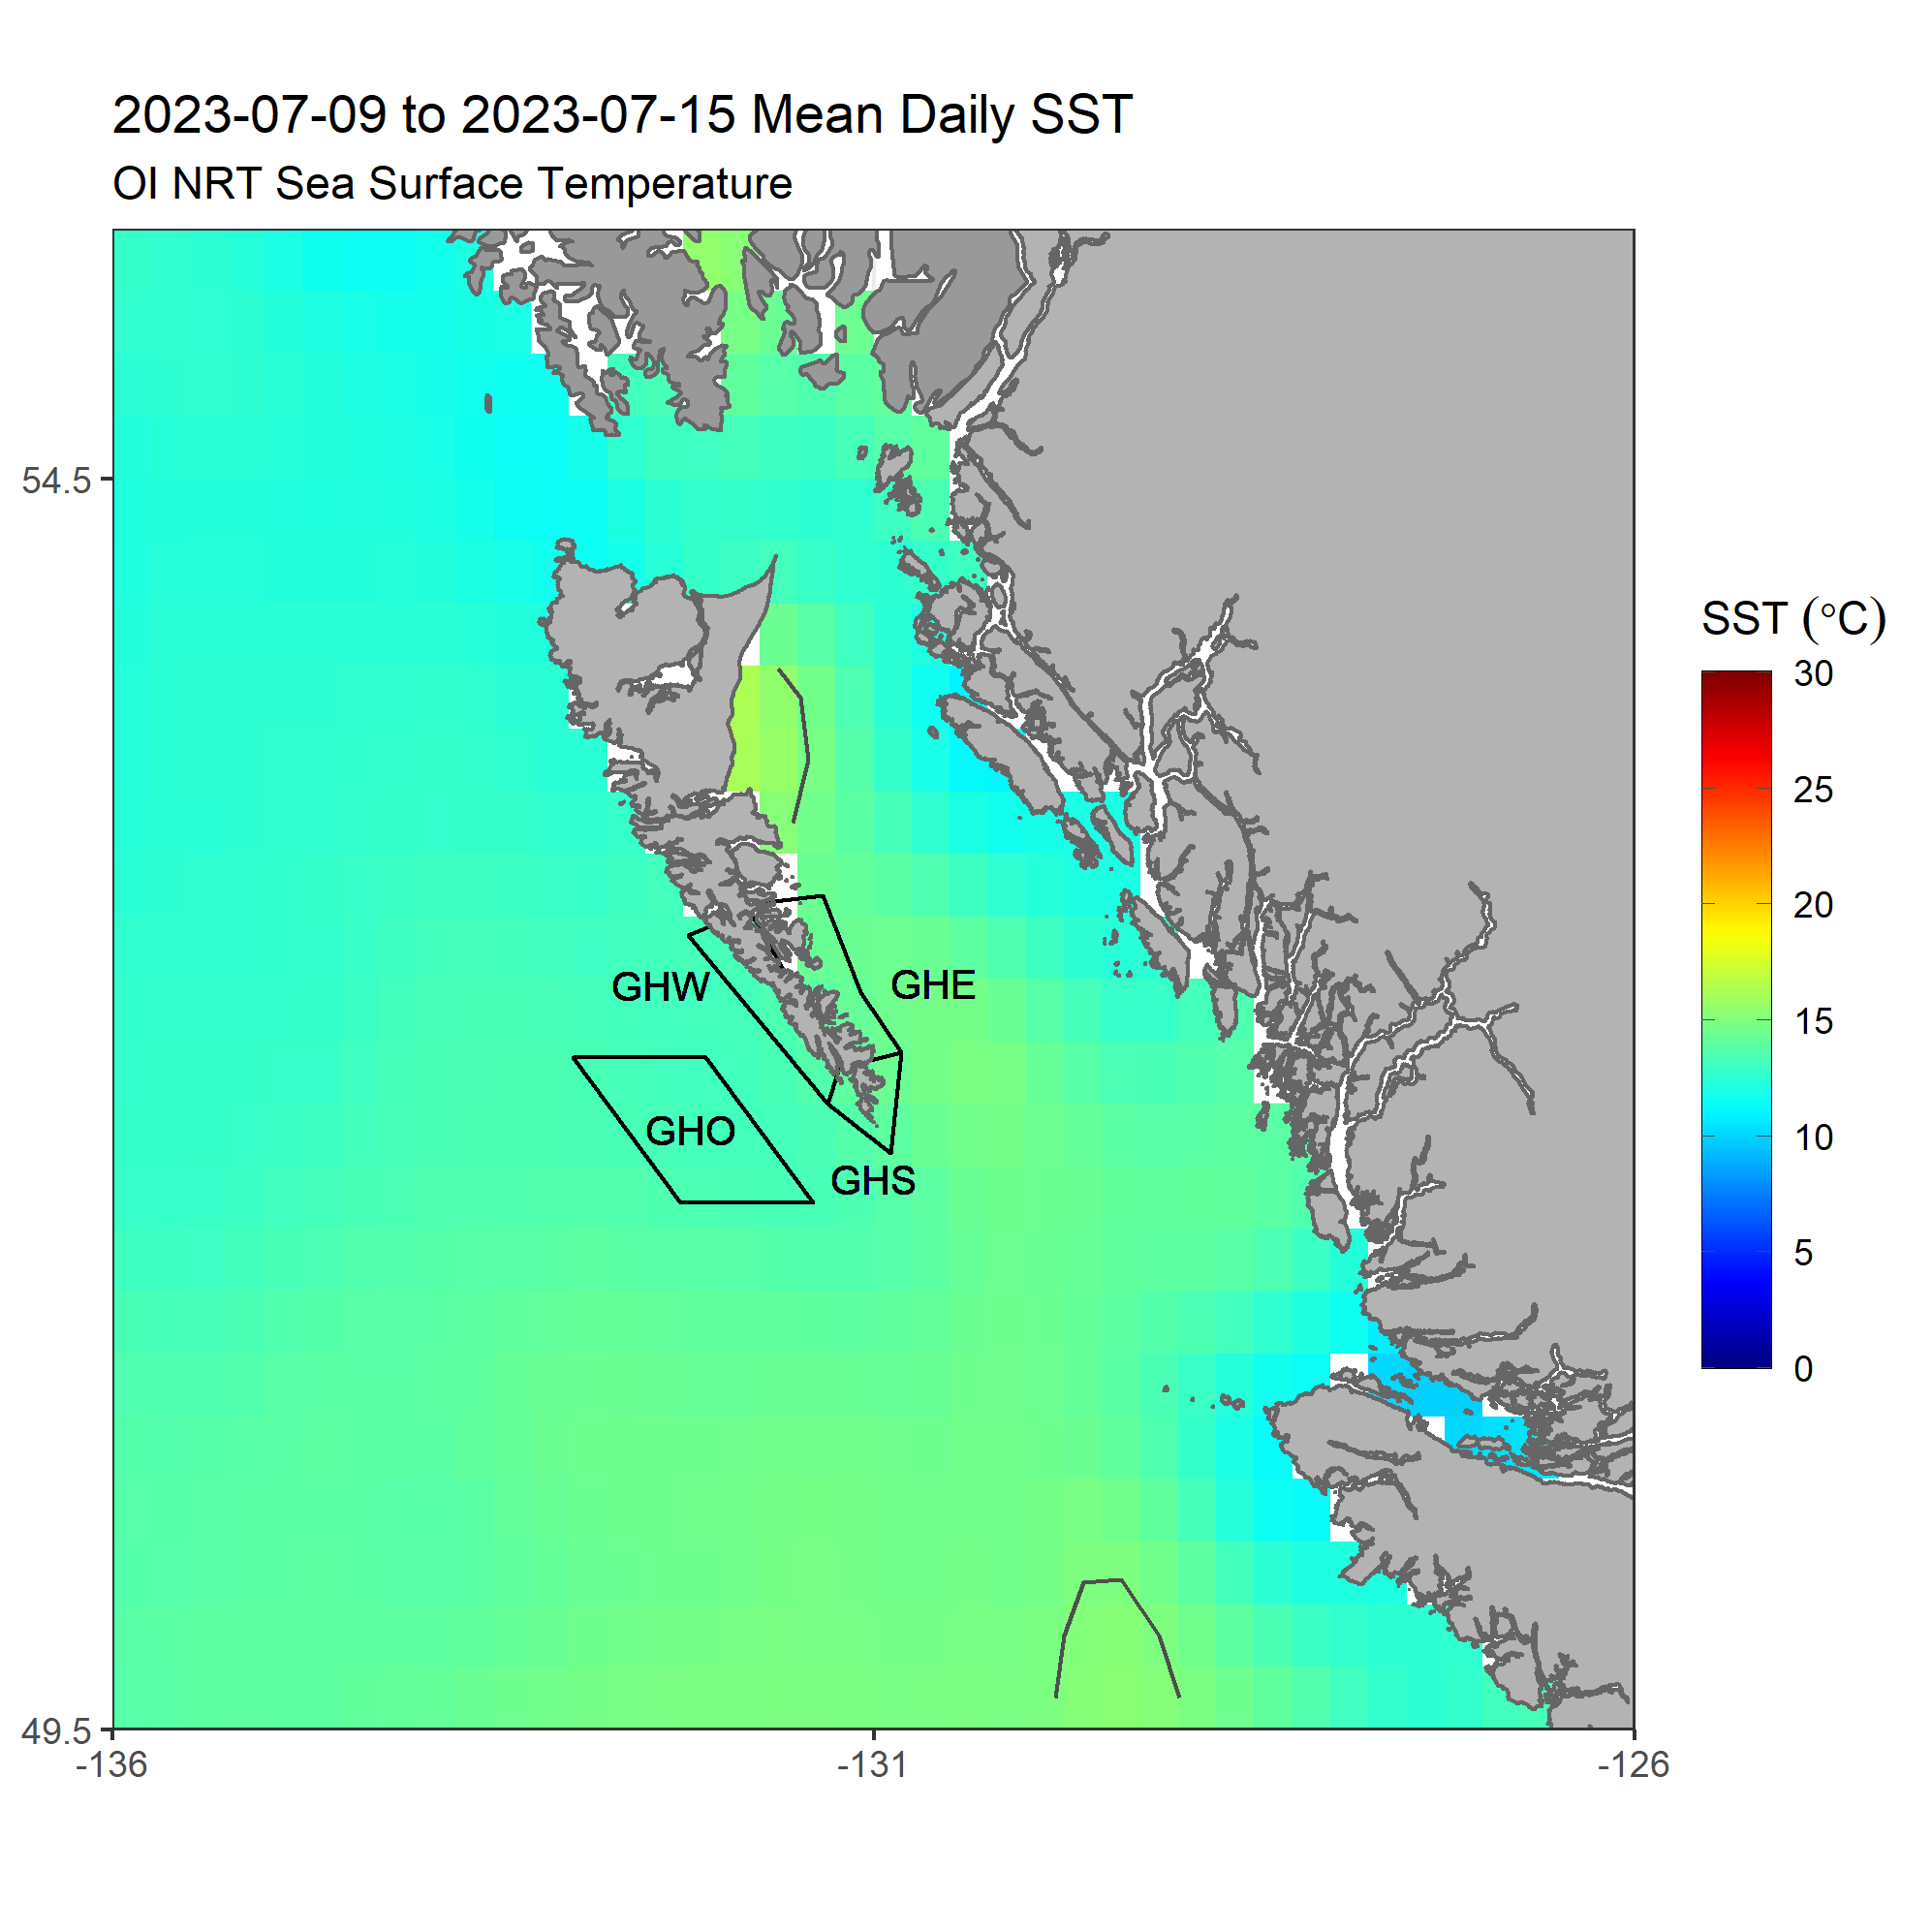 2023-07-09 to 2023-07-15 Mean Daily SST
OI NRT Sea Surface Temperature
54.5
49.5
-136
-131
-126
GHW
GHE
GHO
GHS
SST (°C)
30
25
20
15
10
5
0